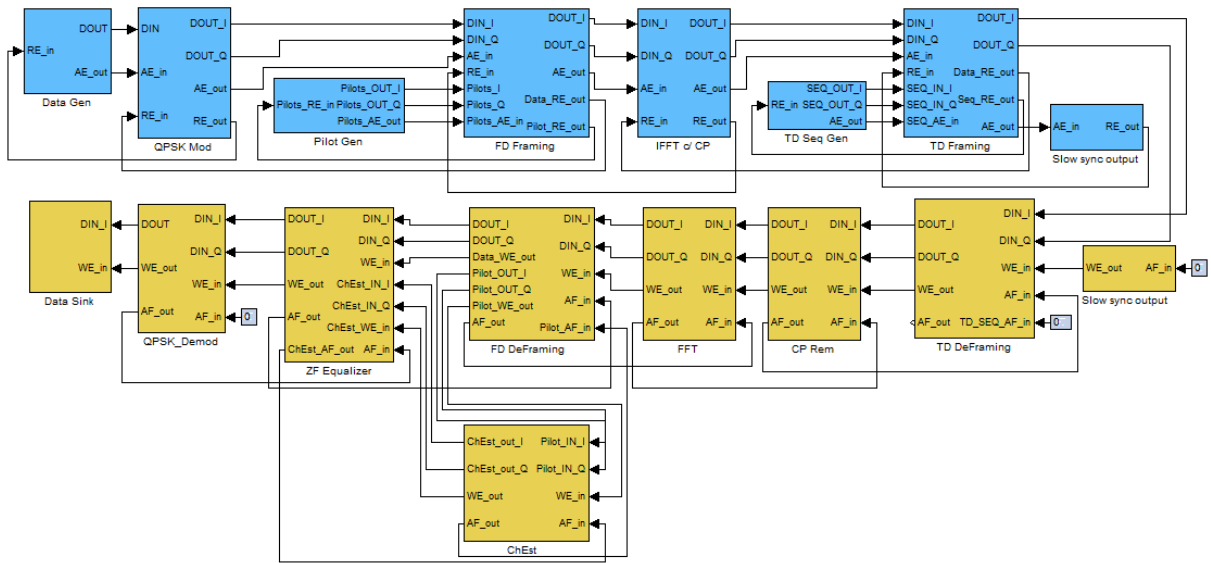 DOUT
RE_in
AE_out
Data Gen
DIN
DOUT_I
DOUT_Q
AE_in
AE_out
RE_in
RE_out
QPSK Mod
Pilots_OUT_I
Pilots_RE_in
Pilots_OUT_Q
Pilots_AE_out
Pilot Gen
DIN_I
DOUT_I
DIN_Q
DOUT_Q
AE_in
RE_in
AE_out
Pilots_I
Data_RE_out
Pilots_Q
Pilots_AE_in
Pilot_RE_out
FD Framing
DIN_I
DOUT_I
DIN_Q
DOUT_Q
AE_in
AE_out
RE_in
RE_out
IFFT c/ CP
SEQ_OUT_I
RE_in
SEQ_OUT_Q
AE_out
TD Seq Gen
DIN_I
DOUT_I
DIN_Q
DOUT_Q
AE_in
RE_in
Data_RE_out
SEQ_IN_I
SEQ_IN_Q
Seq_RE_out
SEQ_AE_in
AE_out
TD Framing
AE_in
RE_out
Slow sync output
DIN_I
WE_in
Data Sink
DOUT
DIN_I
DIN_Q
WE_out
WE_in
AF_out
AF_in
0
QPSK_Demod
DOUT_I
DIN_I
DIN_Q
DOUT_Q
WE_in
ChEst_IN_I
WE_out
ChEst_IN_Q
AF_out
ChEst_WE_in
ChEst_AF_out
AF_in
ZF Equalizer
DOUT_I
DIN_I
DOUT_Q
DIN_Q
Data_WE_out
Pilot_OUT_I
WE_in
Pilot_OUT_Q
Pilot_WE_out
AF_in
AF_out
Pilot_AF_in
FD DeFraming
DOUT_I
DIN_I
DOUT_Q
DIN_Q
WE_out
WE_in
AF_out
AF_in
FFT
DOUT_I
DIN_I
DOUT_Q
DIN_Q
WE_out
WE_in
AF_out
AF_in
CP Rem
DIN_I
DOUT_I
DIN_Q
DOUT_Q
WE_in
WE_out
AF_in
AF_out
TD_SEQ_AF_in
0
TD DeFraming
WE_out
AF_in
0
Slow sync output
ChEst_out_I
Pilot_IN_I
ChEst_out_Q
Pilot_IN_Q
WE_out
WE_in
AF_out
AF_in
ChEst